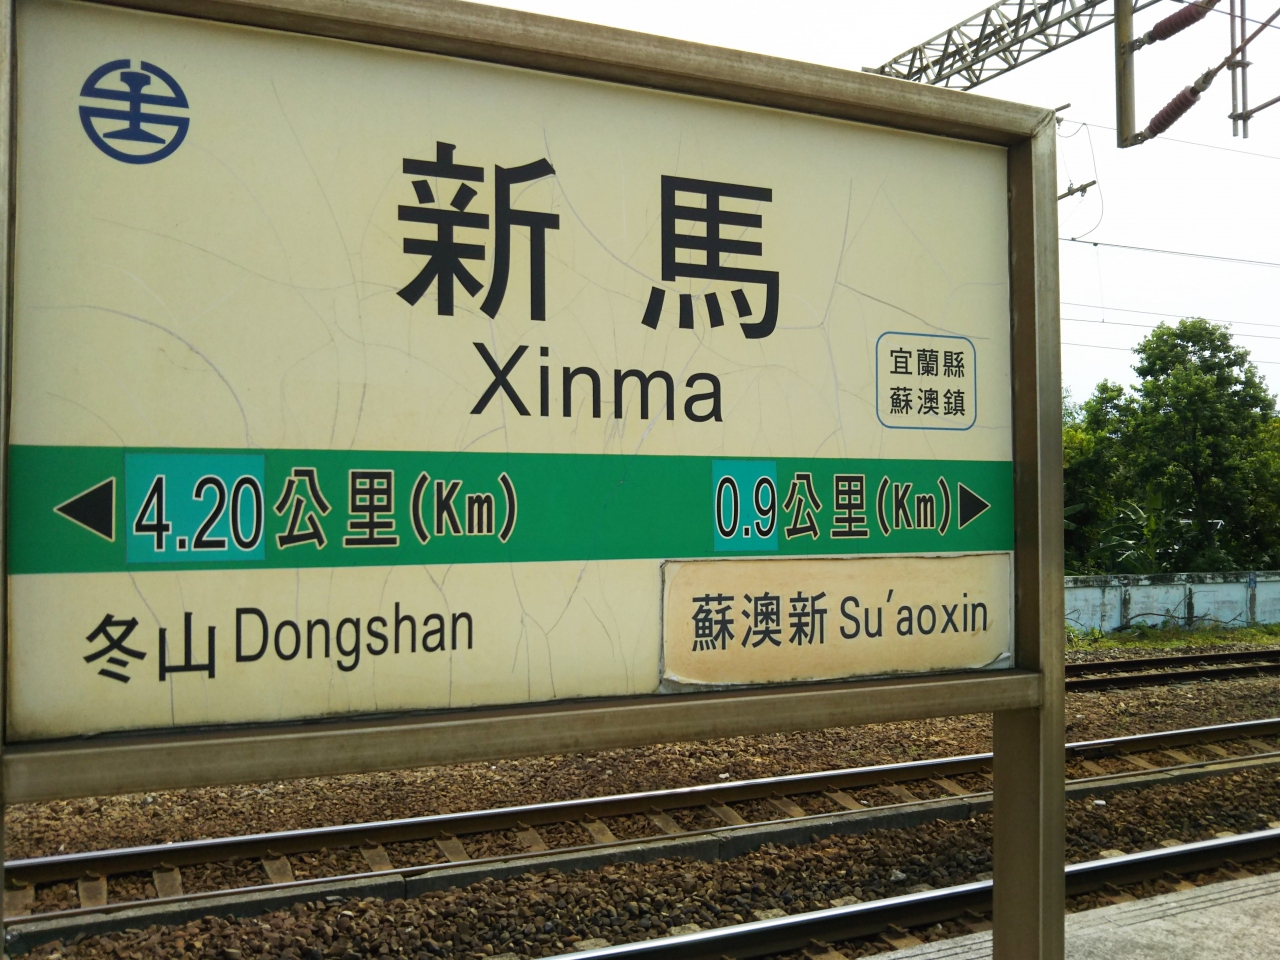 新馬
Xinma
宜蘭縣
蘇澳鎮
4.20公里(Km)
0.9公里(Km)
冬山 Dongshan
蘇澳新 Su'aoxin